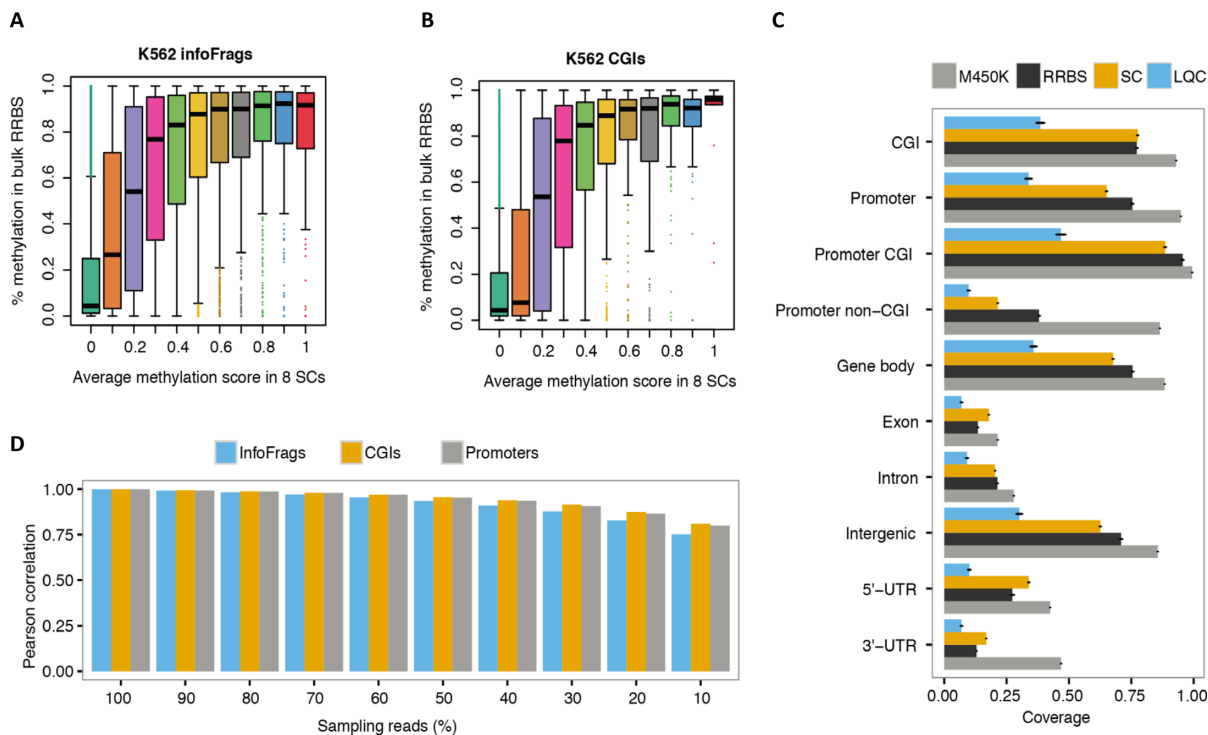 A
K562 infoFrags
% methylation in bulk RRBS
1.0
0.8
0.6
0.4
0.2
0.0
0 0.2 0.4 0.6 0.8 1
Average methylation score in 8 SCs
B
K562 CGIs
% methylation in bulk RRBS
1.0
0.8
0.6
0.4
0.2
0.0
0 0.2 0.4 0.6 0.8 1
Average methylation score in 8 SCs
C
M450K RRBS SC LQC
CGI
Promoter
Promoter CGI
Promoter non−CGI
Gene body
Exon
Intron
Intergenic
5'−UTR
3'−UTR
0.00 0.25 0.50 0.75 1.00
Coverage
D
InfoFrags CGIs Promoters
Pearson correlation
1.00
0.75
0.50
0.25
0.00
100 90 80 70 60 50 40 30 20 10
Sampling reads (%)